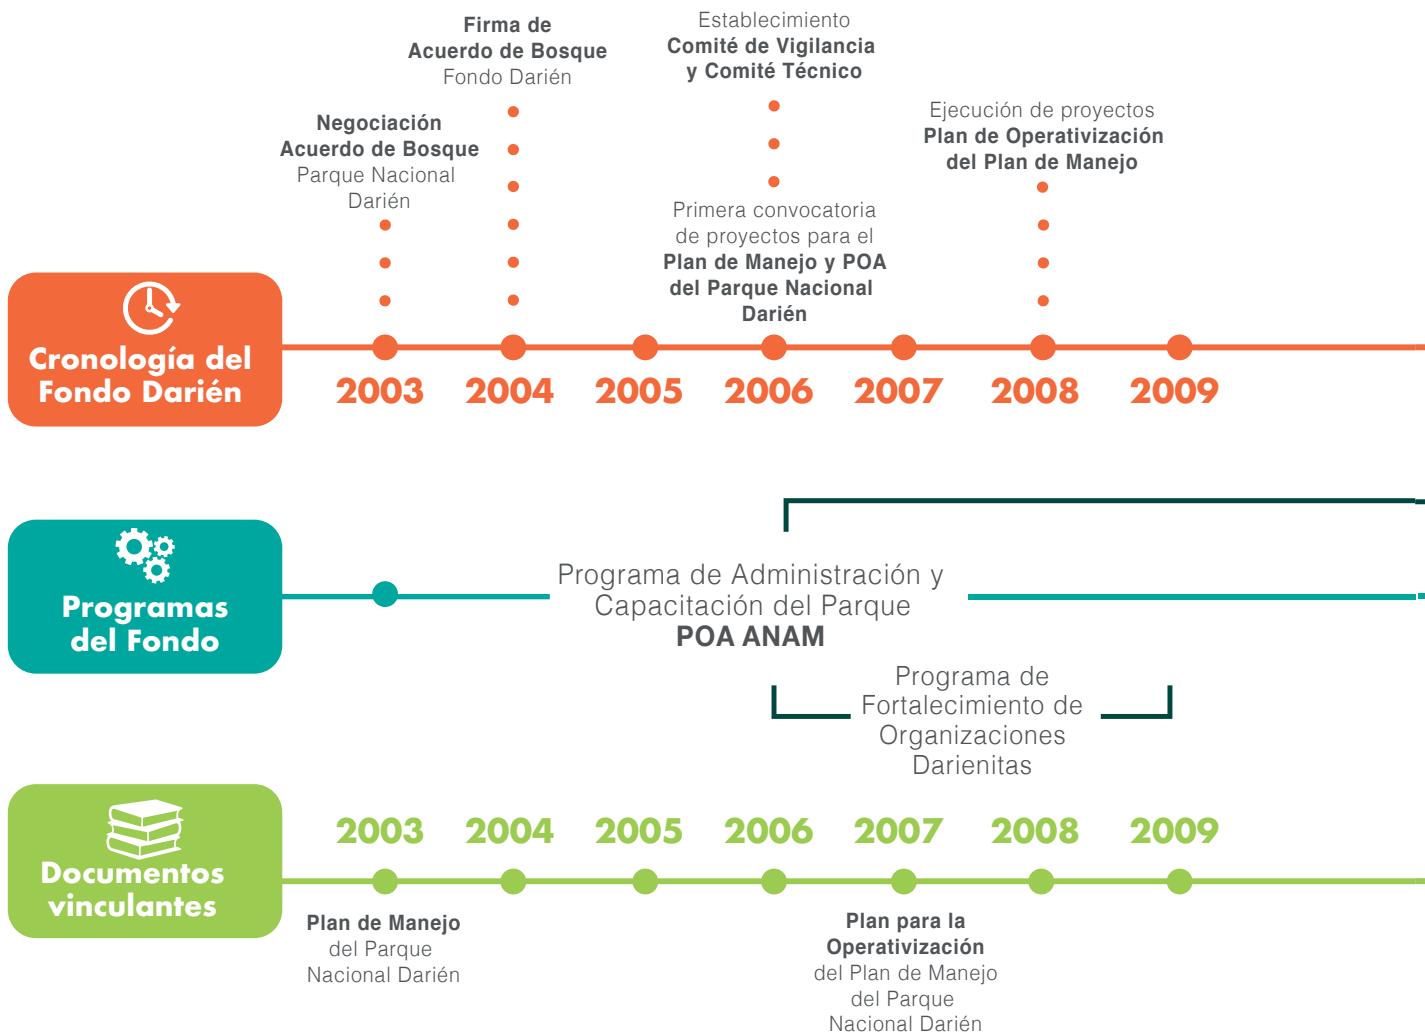 Firma de
Acuerdo de Bosque
Fondo Darién
Establecimiento
Comité de Vigilancia
y Comité Técnico
Negociación
Acuerdo de Bosque
Parque Nacional
Darién
Ejecución de proyectos
Plan de Operativización
del Plan de Manejo
Primera convocatoria
de proyectos para el
Plan de Manejo y POA
del Parque Nacional
Darién
Cronología del
Fondo Darién
2003 2004 2005 2006 2007 2008 2009
Programas
del Fondo
Programa de Administración y
Capacitación del Parque
POA ANAM
Programa de
Fortalecimiento de
Organizaciones
Darienitas
Documentos
vinculantes
2003 2004 2005 2006 2007 2008 2009
Plan de Manejo
del Parque
Nacional Darién
Plan para la
Operativización
del Plan de Manejo
del Parque
Nacional Darién